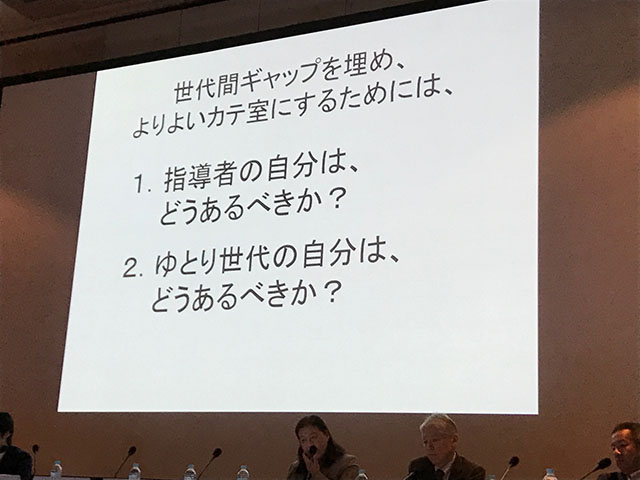 世代間ギャップを埋め、
よりよいカテ室にするためには、
1. 指導者の自分は、
どうあるべきか？
2. ゆとり世代の自分は、
どうあるべきか？